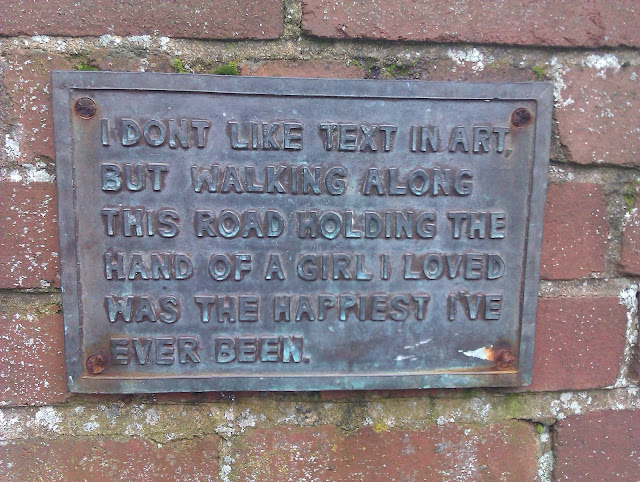 I DONT LIKE TEXT IN ART,
BUT WALKING ALONG
THIS ROAD HOLDING THE
HAND OF A GIRL I LOVED
WAS THE HAPPIEST I'VE
EVER BEEN.